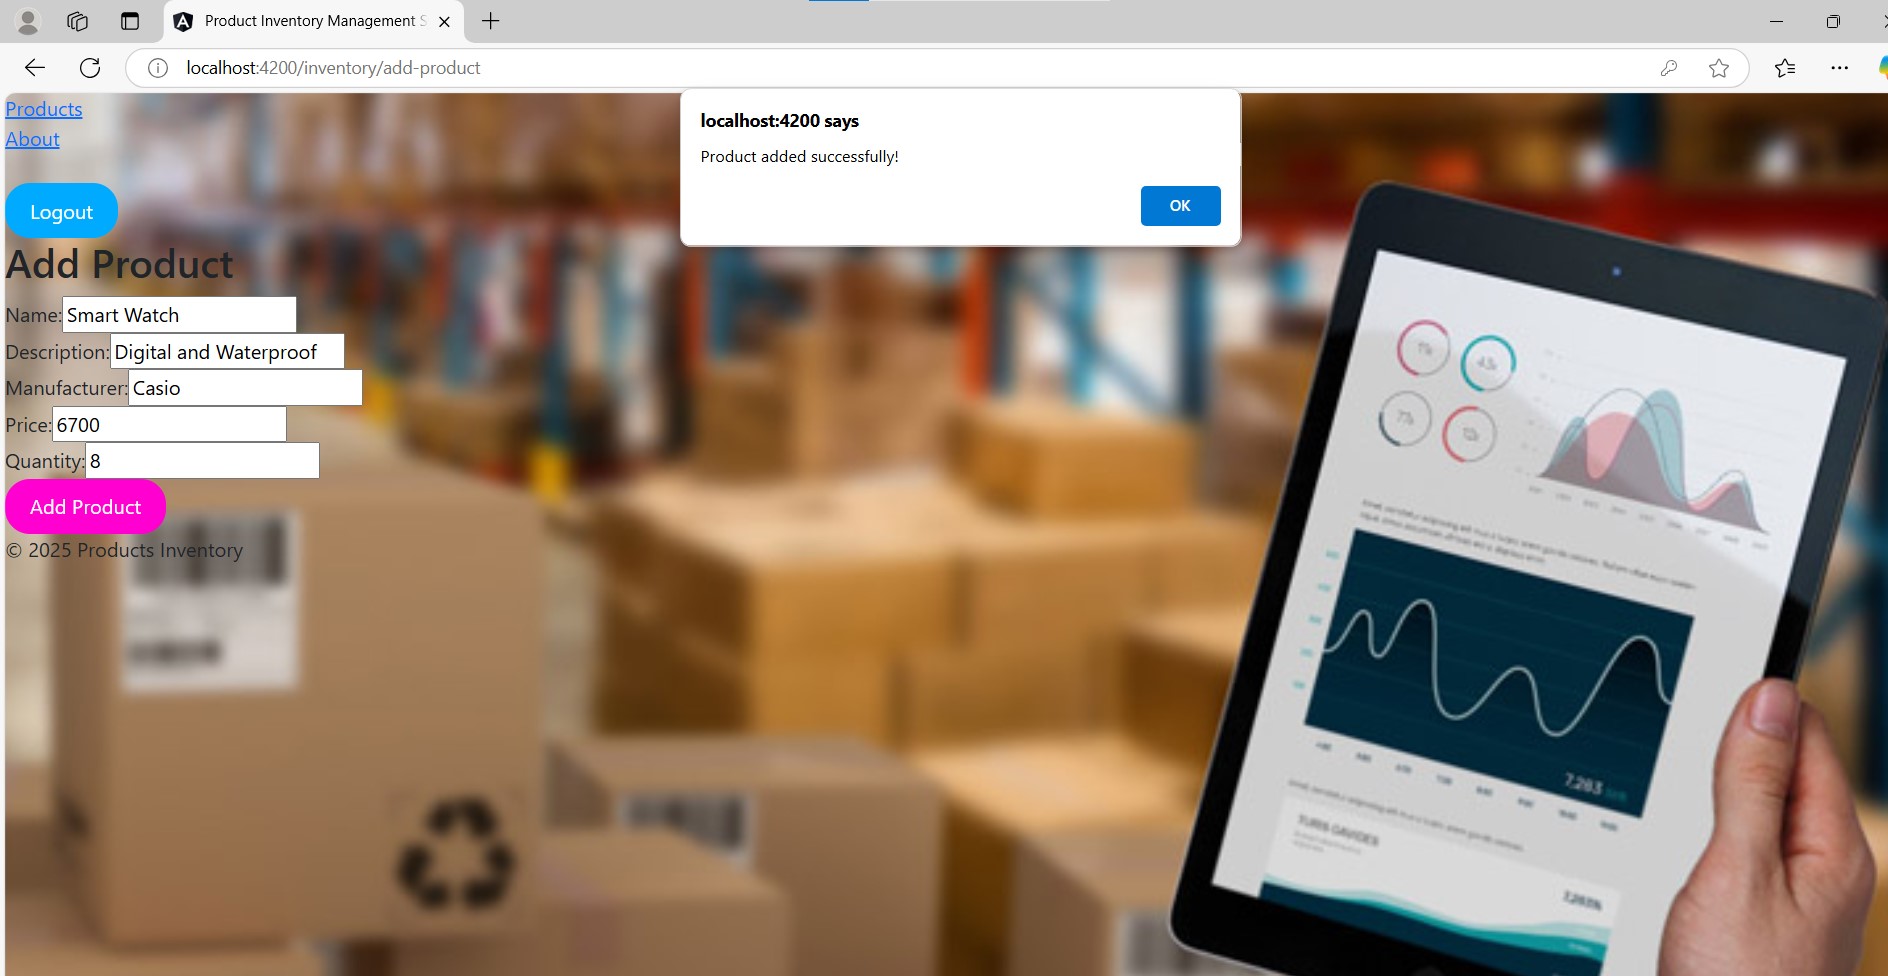 Product Inventory Management S
localhost:4200/inventory/add-product
Products
About
localhost:4200 says
Product added successfully!
OK
Logout
Add Product
Name: Smart Watch
Description: Digital and Waterproof
Manufacturer: Casio
Price: 6700
Quantity: 8
Add Product
© 2025 Products Inventory
7,283